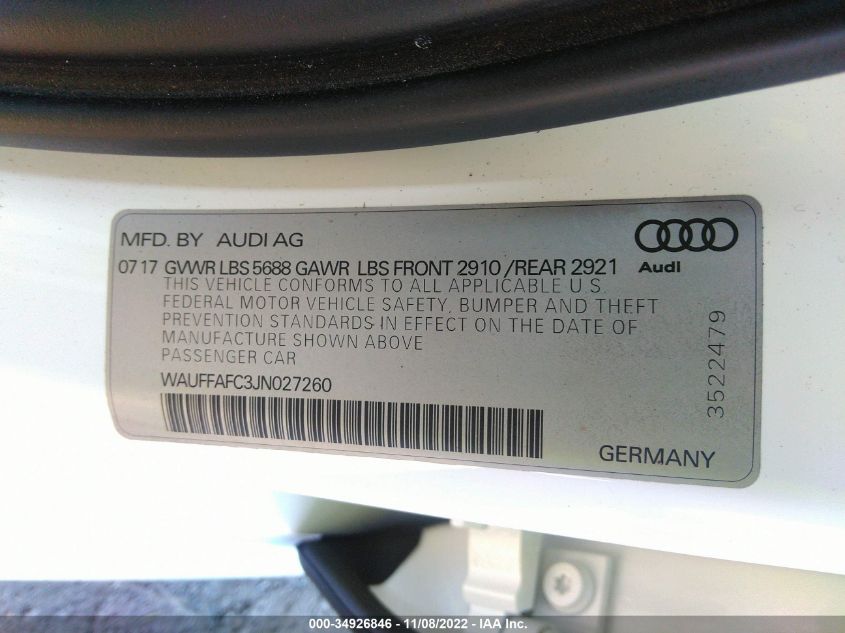 MFD. BY AUDI AG
Audi
07 17 GVWR LBS 5688 GAWR LBS FRONT 2910 /REAR 2921
THIS VEHICLE CONFORMS TO ALL APPLICABLE U.S.
FEDERAL MOTOR VEHICLE SAFETY, BUMPER AND THEFT
PREVENTION STANDARDS IN EFFECT ON THE DATE OF
MANUFACTURE SHOWN ABOVE
PASSENGER CAR
WAUFFAFC3JN027260
3522479
GERMANY
000-34926846 - 11/08/2022 - IAA Inc.